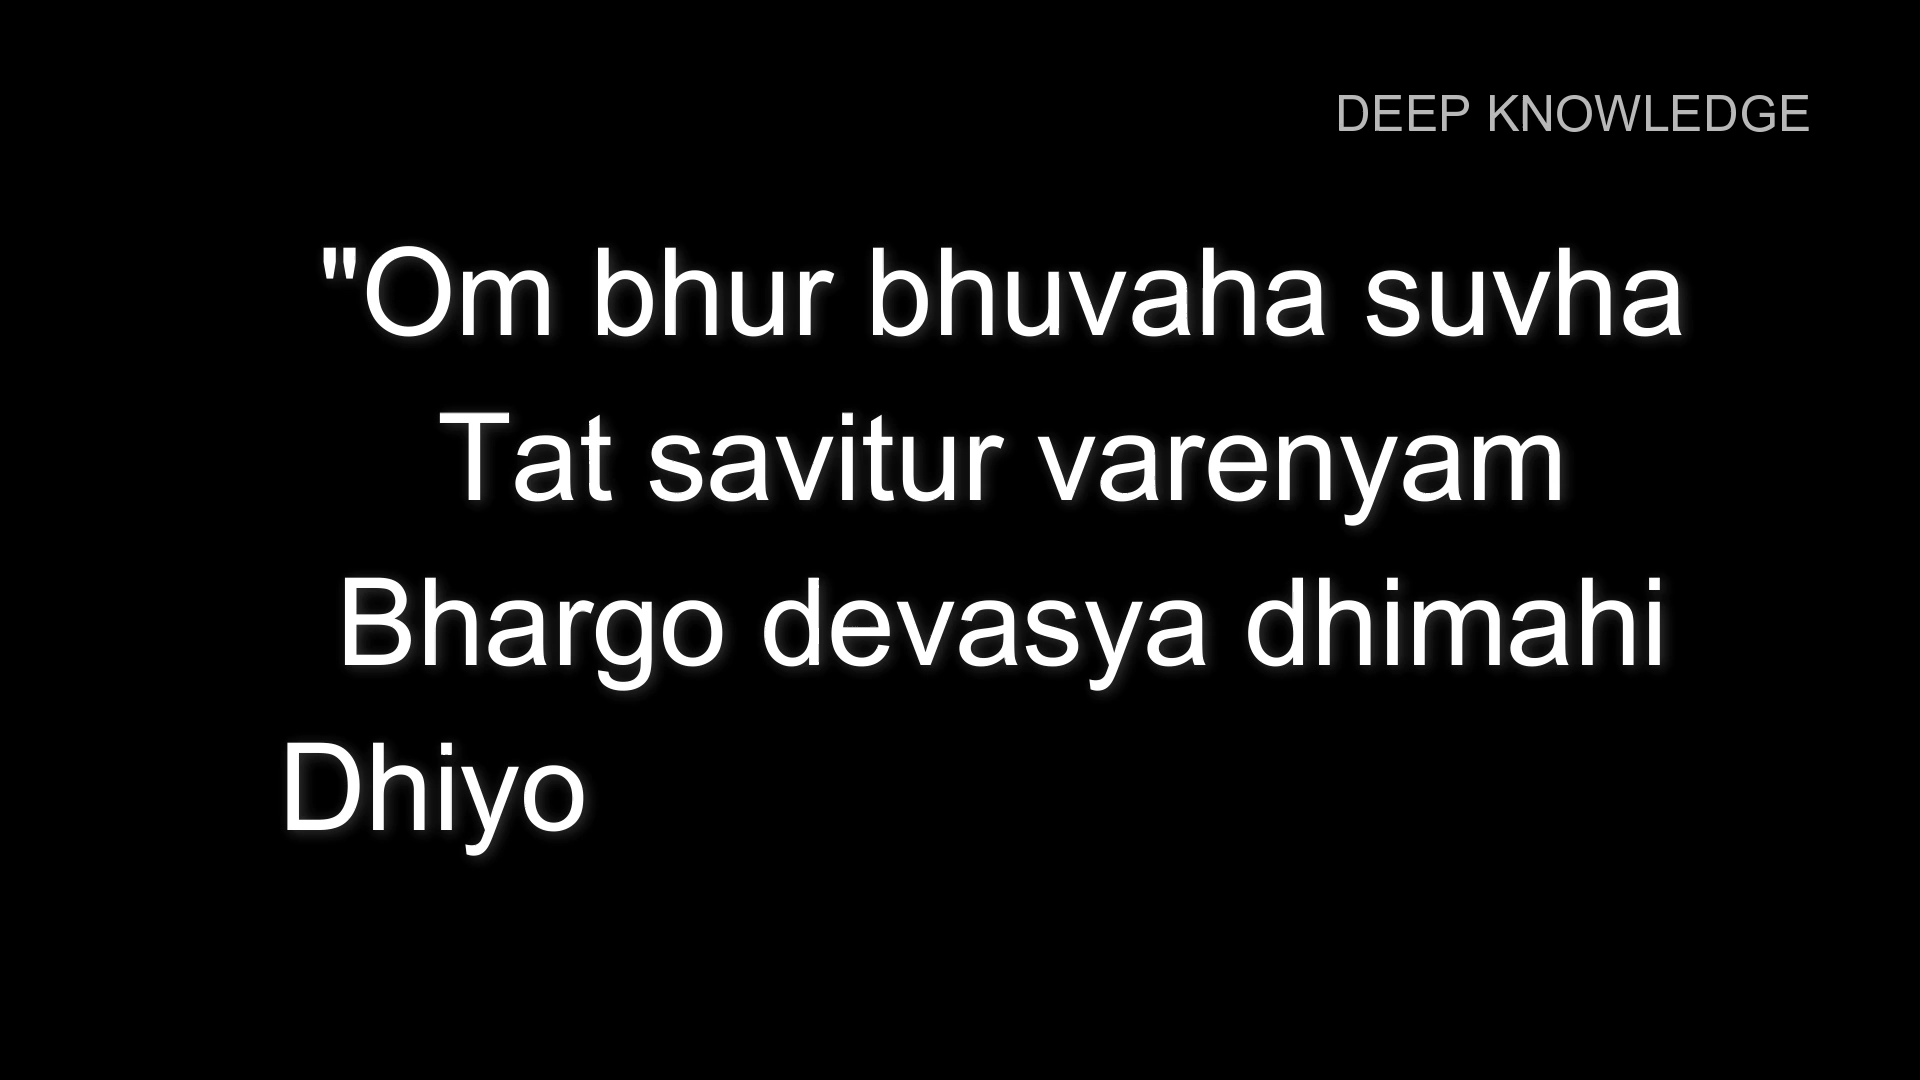 DEEP KNOWLEDGE
"Om bhur bhuvaha suvha
Tat savitur varenyam
Bhargo devasya dhimahi
Dhiyo